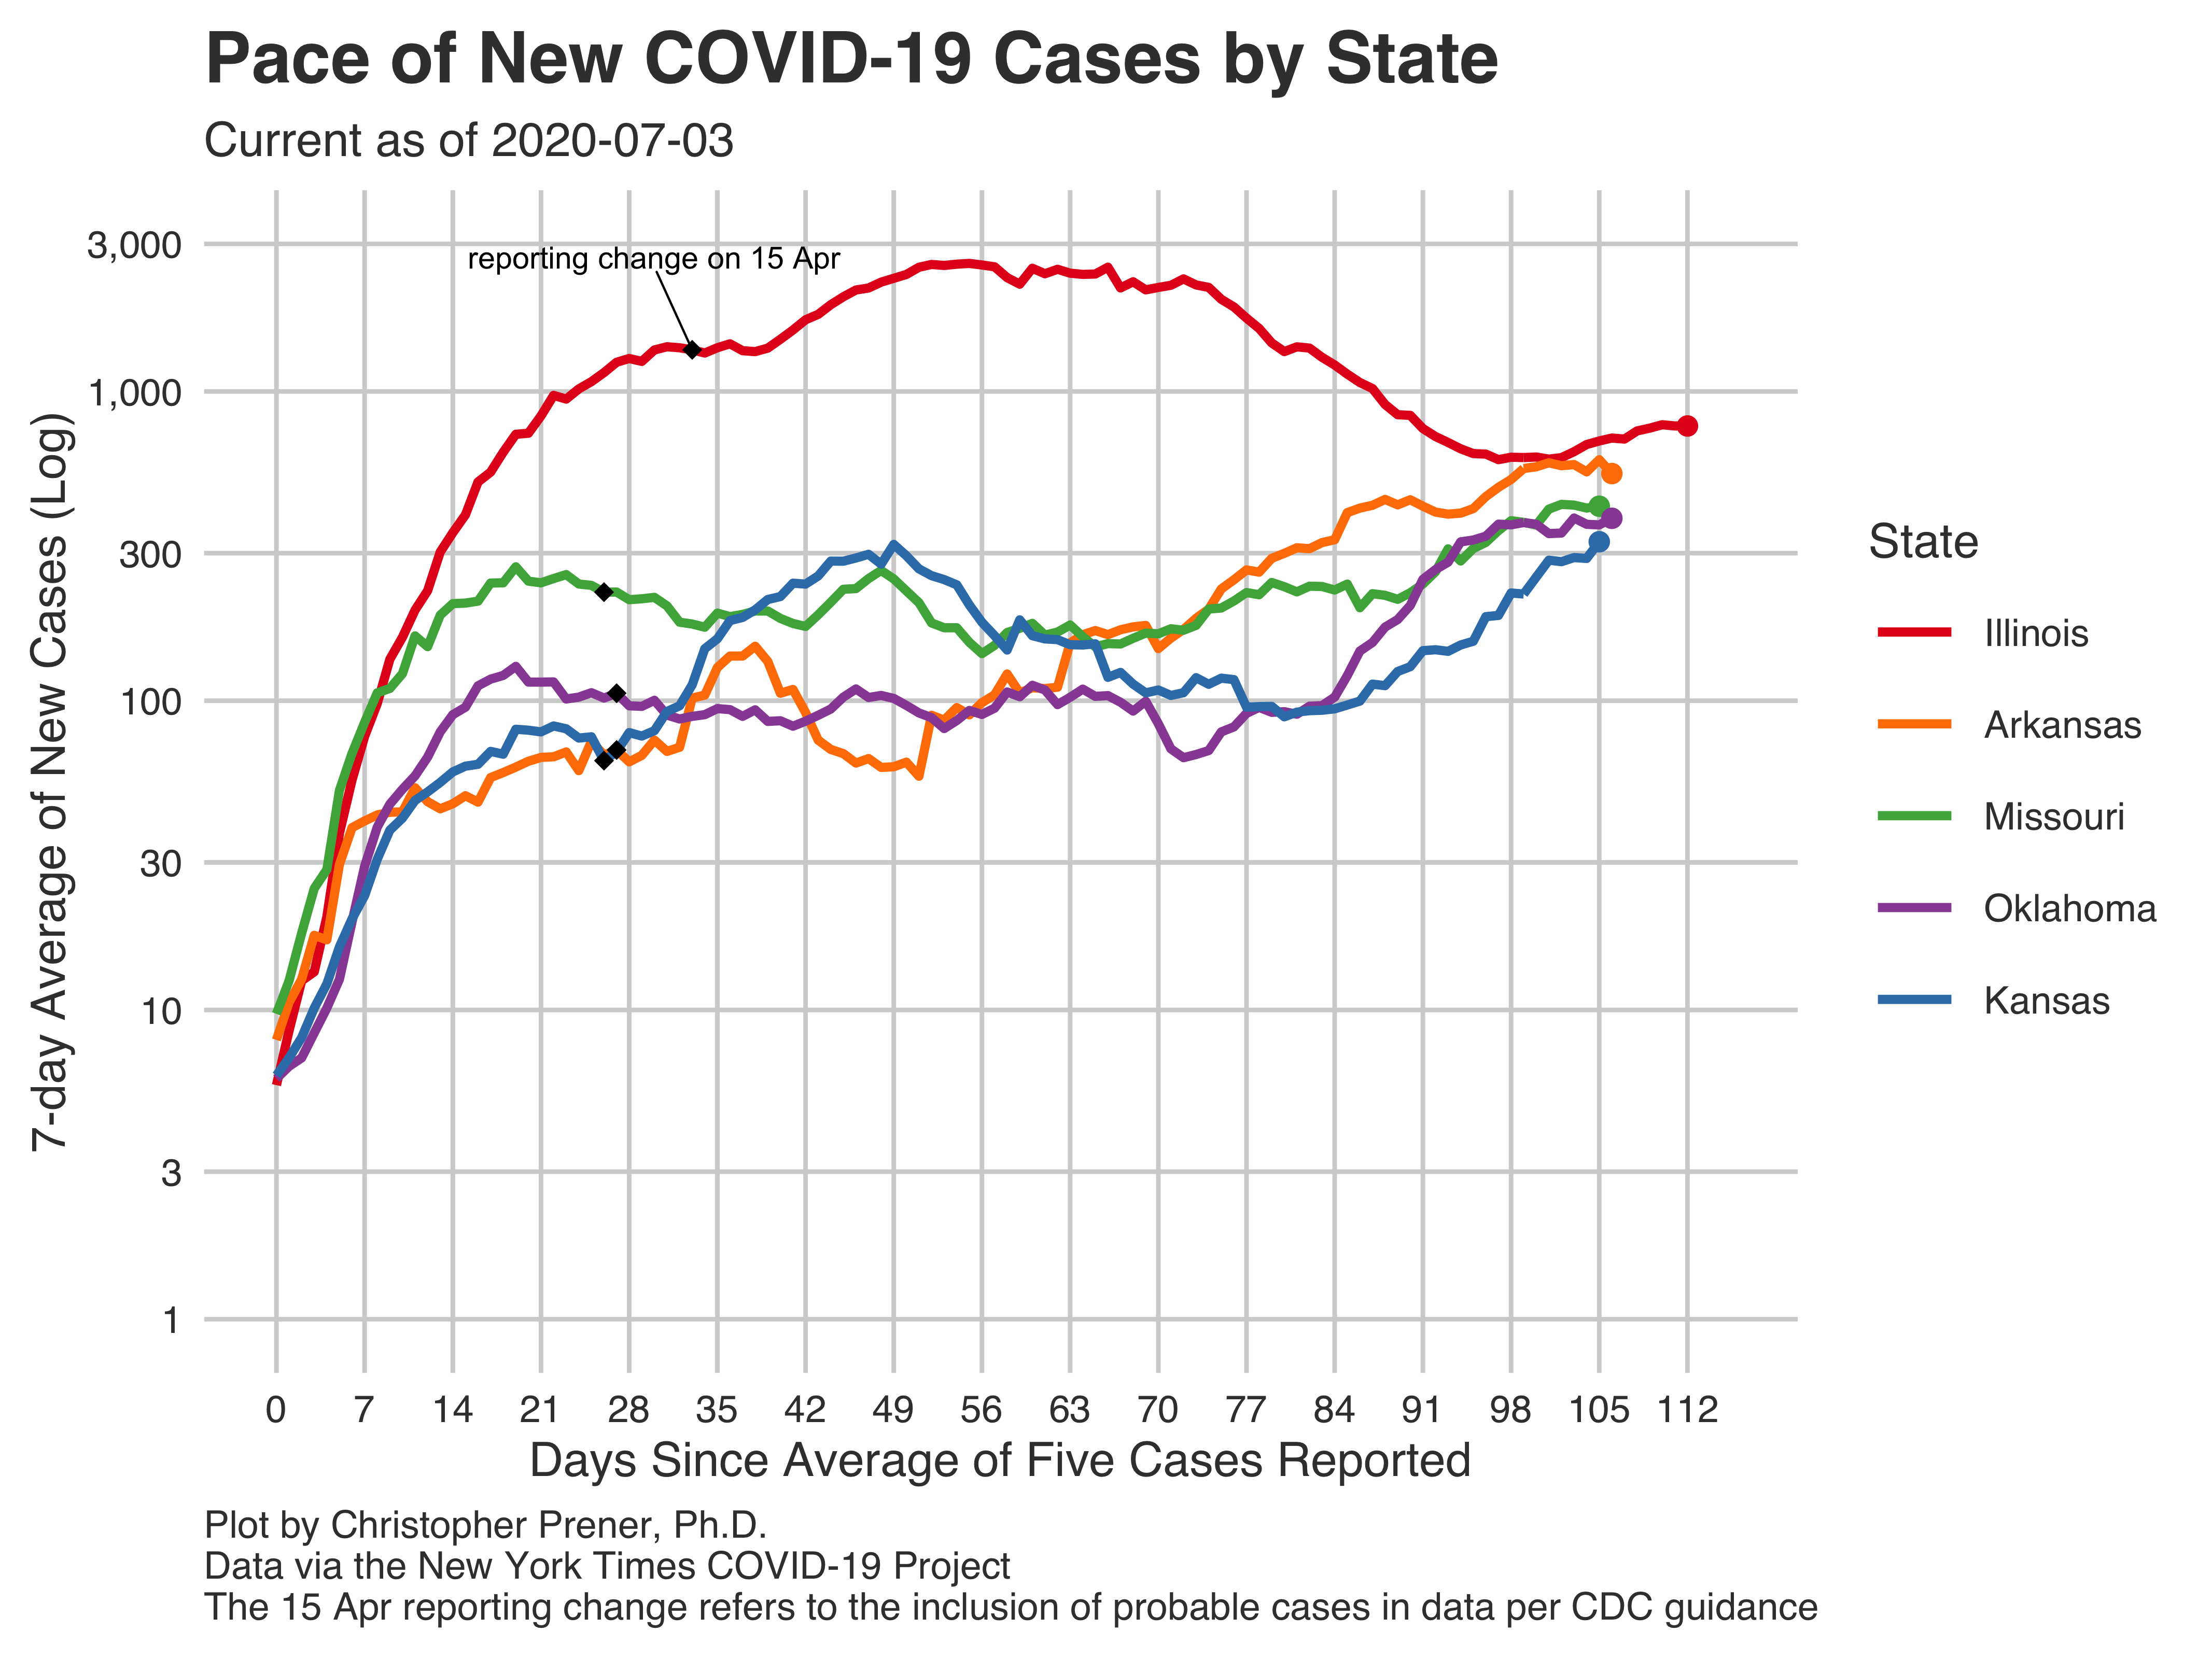 Pace of New COVID-19 Cases by State
Current as of 2020-07-03
7-day Average of New Cases (Log)
3,000
1,000
300
100
30
10
3
1
reporting change on 15 Apr
State
Illinois
Arkansas
Missouri
Oklahoma
Kansas
0 7 14 21 28 35 42 49 56 63 70 77 84 91 98 105 112
Days Since Average of Five Cases Reported
Plot by Christopher Prener, Ph.D.
Data via the New York Times COVID-19 Project
The 15 Apr reporting change refers to the inclusion of probable cases in data per CDC guidance